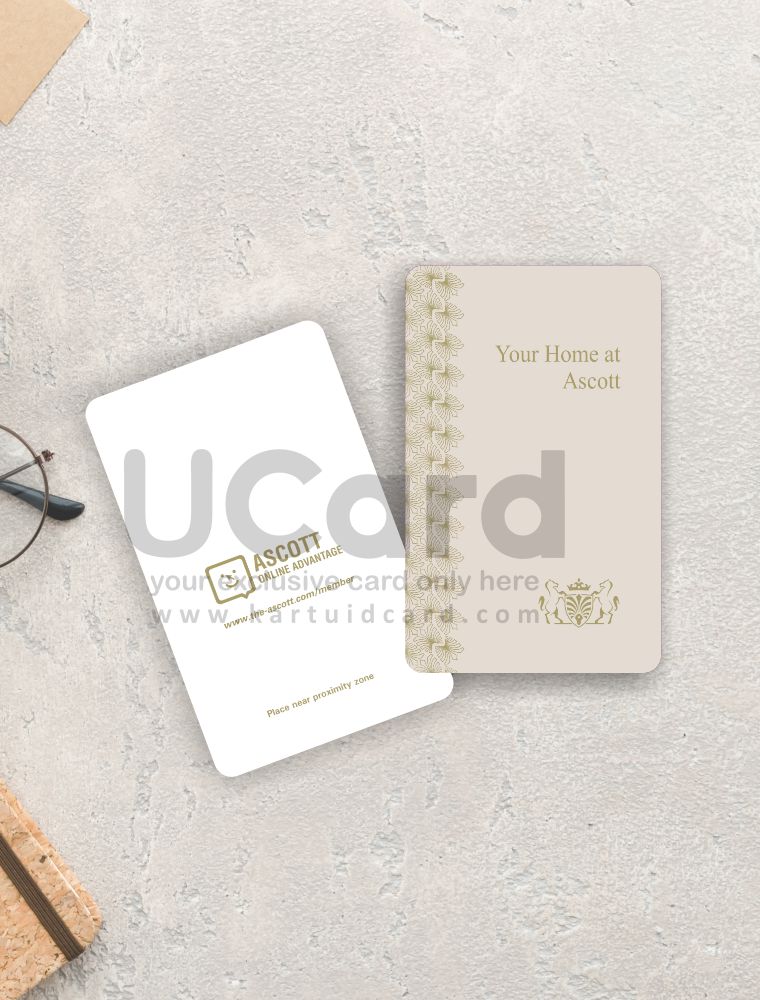 Your Home at
Ascott
ASCOTT
ONLINE ADVANTAGE
www.the-ascott.com/member
Place near proximity zone
UCard
your exclusive card only here
www.kartuidcard.com